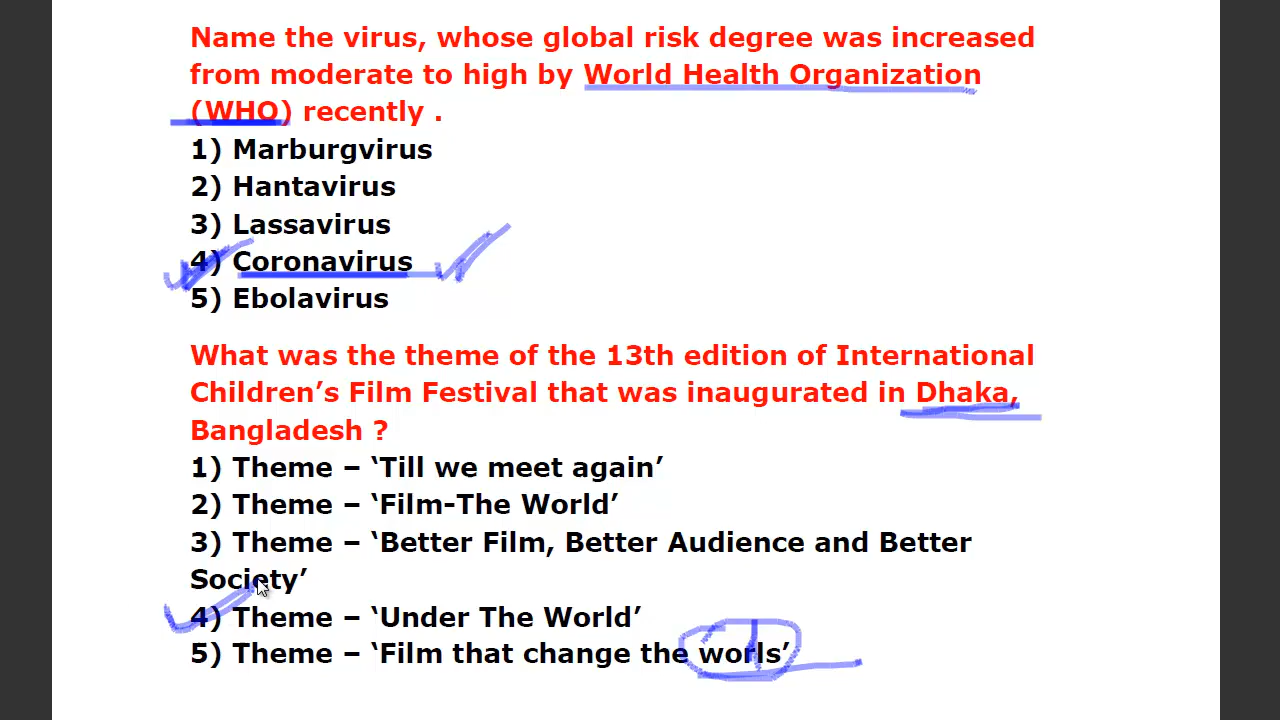 Name the virus, whose global risk degree was increased
from moderate to high by World Health Organization
(WHO) recently .
1) Marburgvirus
2) Hantavirus
3) Lassavirus
4) Coronavirus
5) Ebolavirus
What was the theme of the 13th edition of International
Children’s Film Festival that was inaugurated in Dhaka,
Bangladesh ?
1) Theme – ‘Till we meet again’
2) Theme – ‘Film-The World’
3) Theme – ‘Better Film, Better Audience and Better
Society’
4) Theme – ‘Under The World’
5) Theme – ‘Film that change the worls’